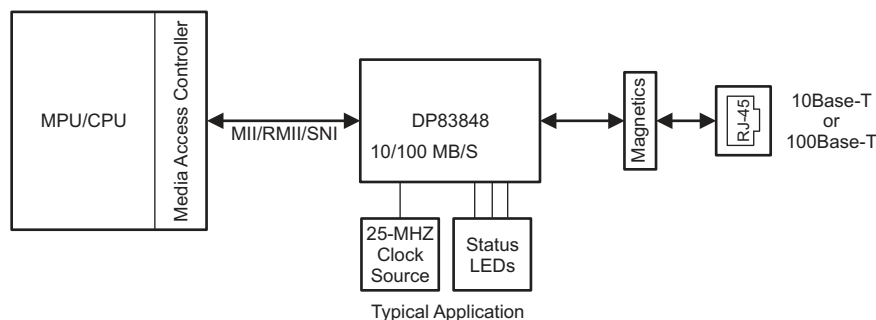 MPU/CPU
Media Access Controller
MII/RMII/SNI
DP83848
10/100 MB/S
Magnetics
RJ-45
10Base-T
or
100Base-T
25-MHZ
Clock
Source
Status
LEDs
Typical Application